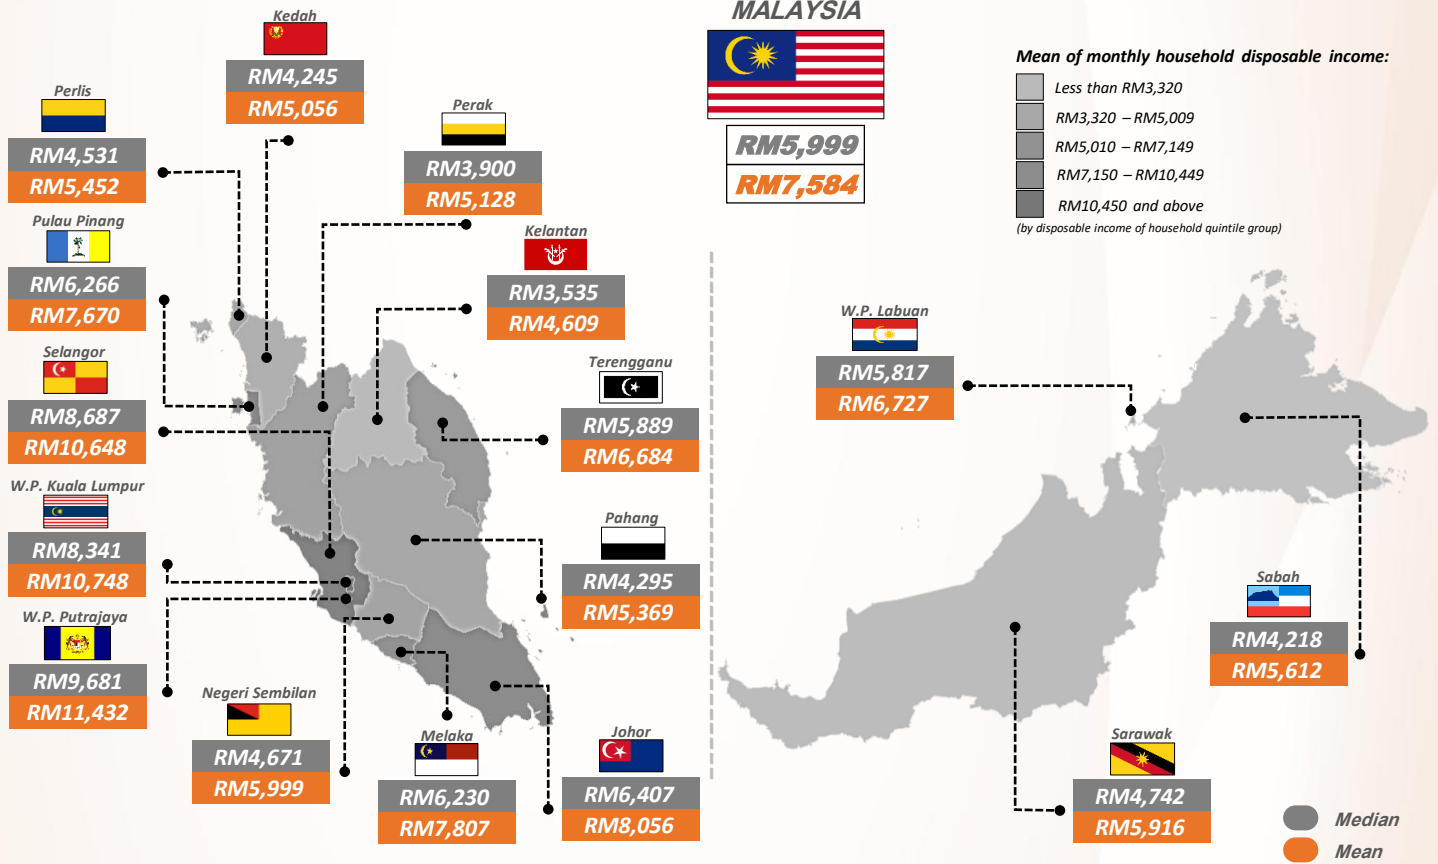 MALAYSIA
RM5,999
RM7,584
Mean of monthly household disposable income:
Less than RM3,320
RM3,320 – RM5,009
RM5,010 – RM7,149
RM7,150 – RM10,449
RM10,450 and above
(by disposable income of household quintile group)
Kedah
RM4,245
RM5,056
Perlis
RM4,531
RM5,452
Perak
RM3,900
RM5,128
Pulau Pinang
RM6,266
RM7,670
Kelantan
RM3,535
RM4,609
Selangor
RM8,687
RM10,648
Terengganu
RM5,889
RM6,684
W.P. Kuala Lumpur
RM8,341
RM10,748
Pahang
RM4,295
RM5,369
W.P. Putrajaya
RM9,681
RM11,432
Negeri Sembilan
RM4,671
RM5,999
Melaka
RM6,230
RM7,807
Johor
RM6,407
RM8,056
W.P. Labuan
RM5,817
RM6,727
Sabah
RM4,218
RM5,612
Sarawak
RM4,742
RM5,916
Median
Mean